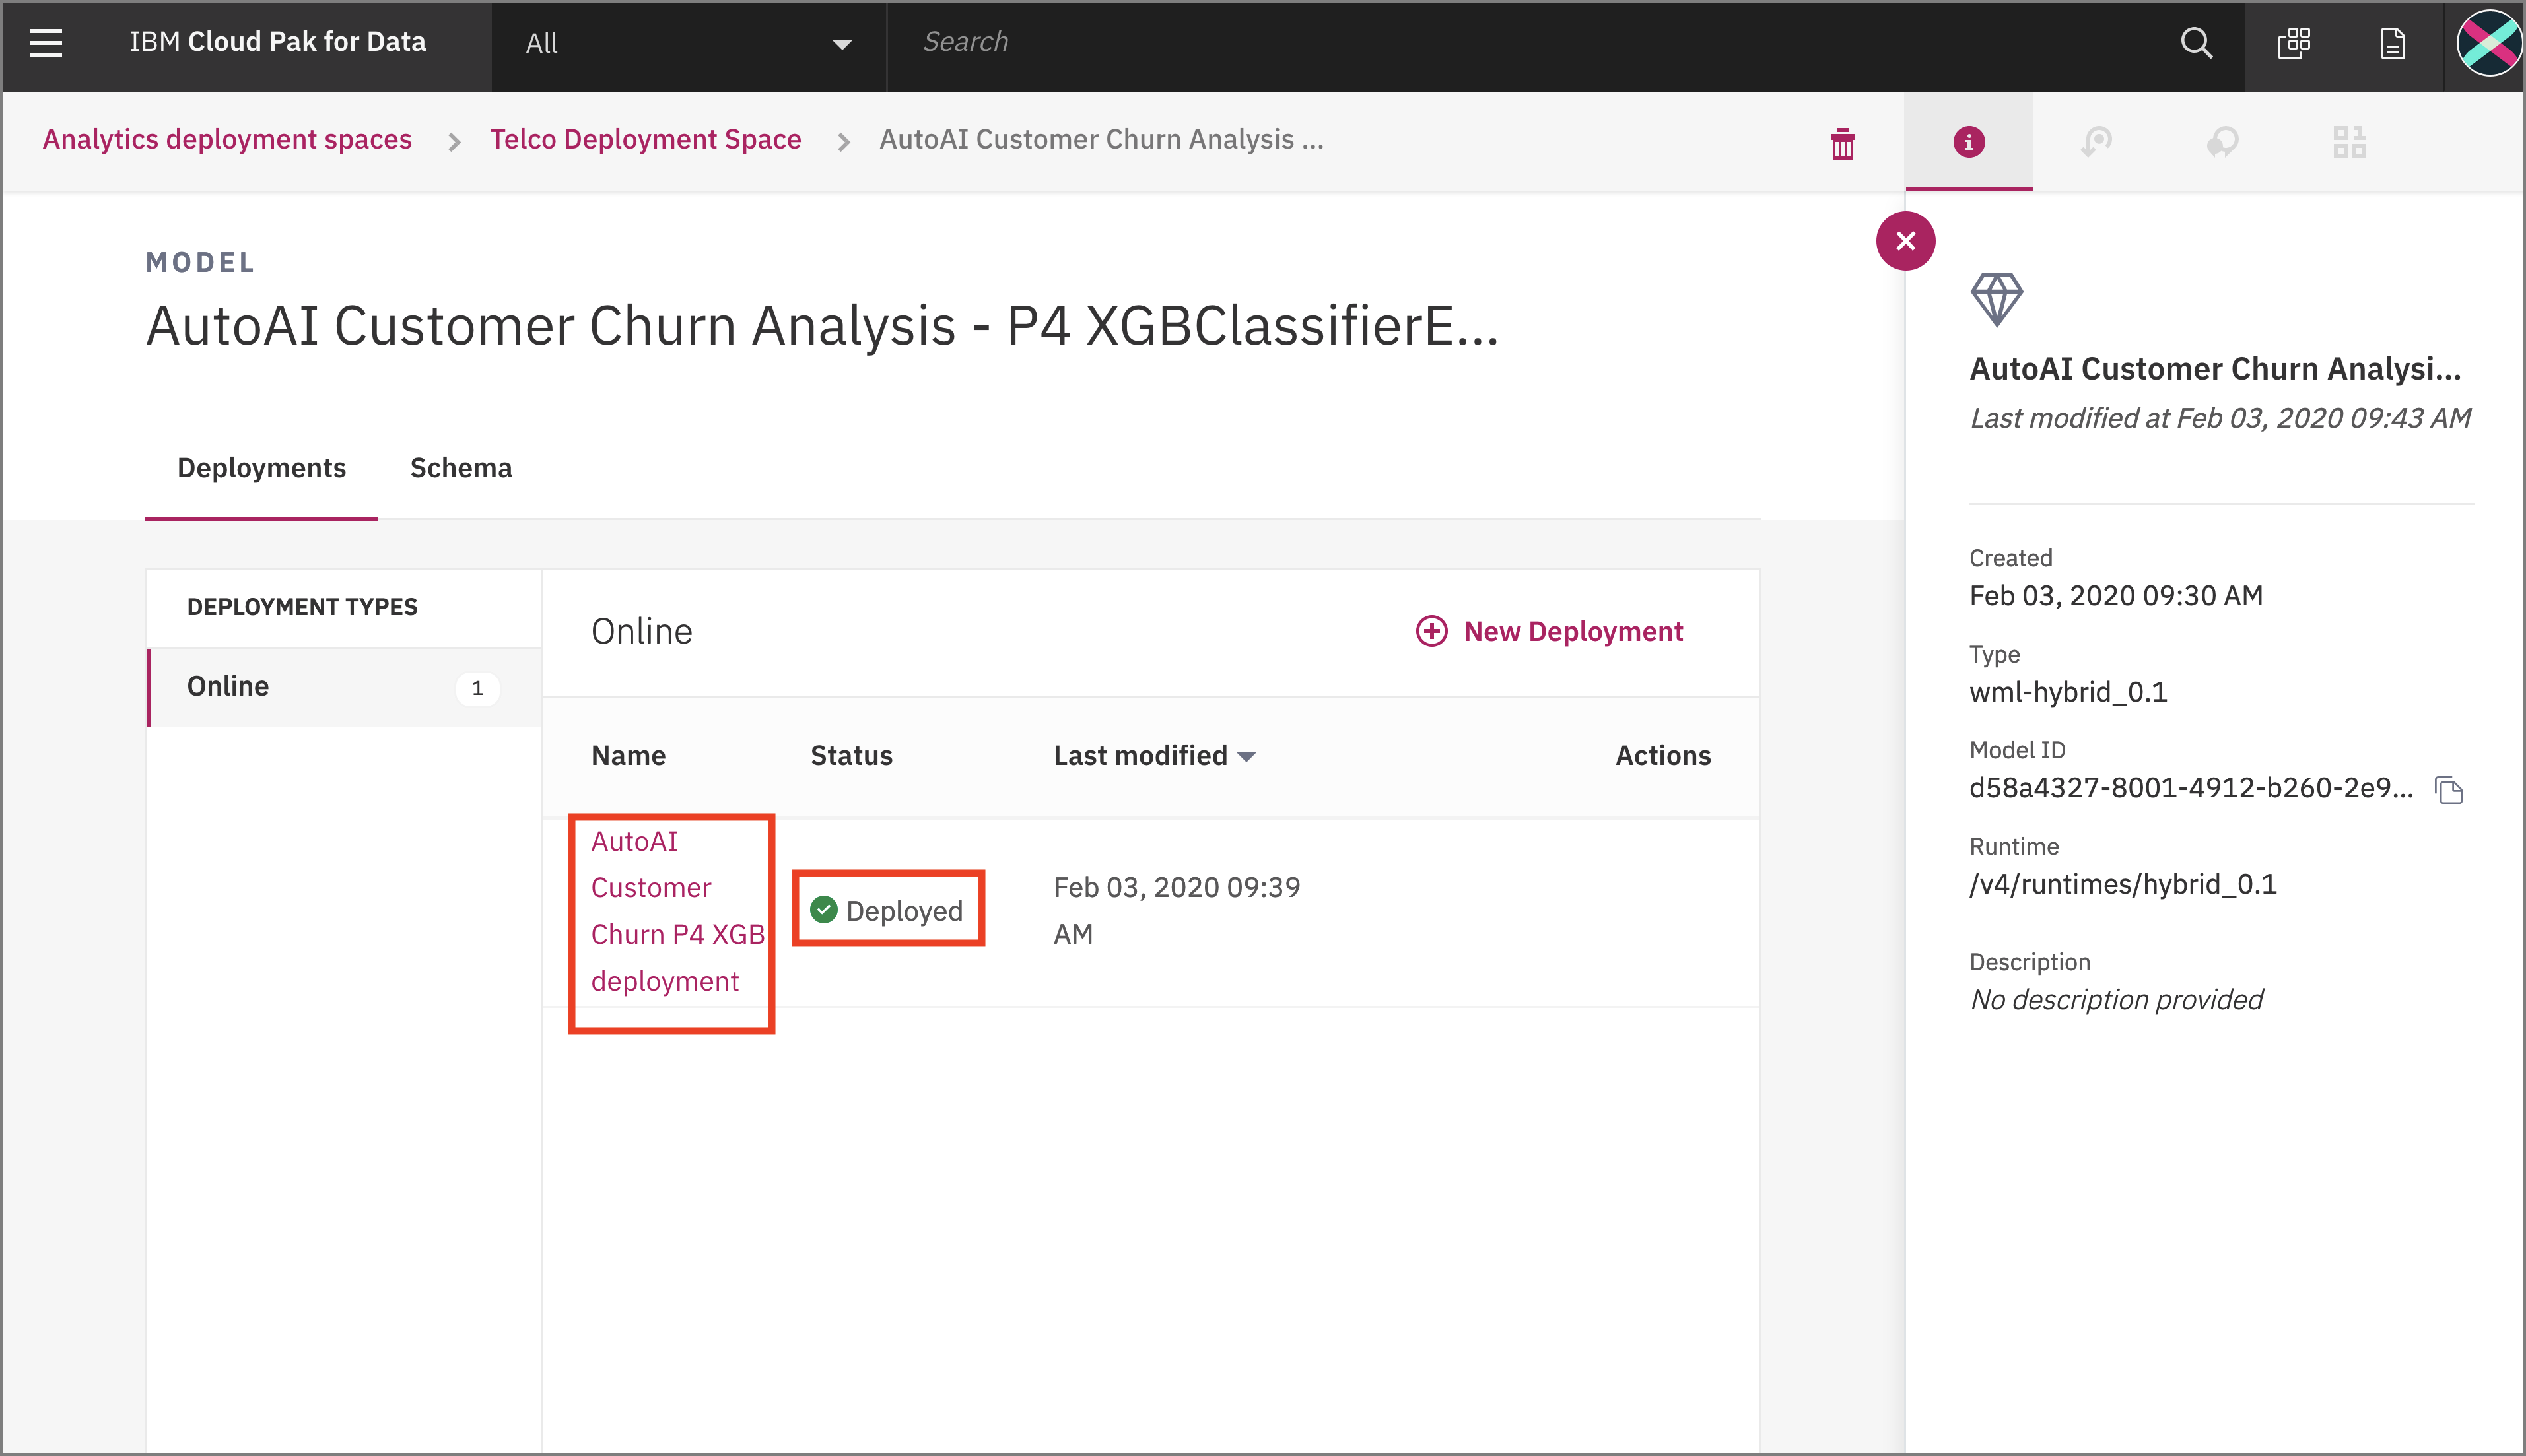 IBM Cloud Pak for Data
All
Search
Analytics deployment spaces
Telco Deployment Space
AutoAI Customer Churn Analysis ...
MODEL
AutoAI Customer Churn Analysis - P4 XGBClassifierE...
Deployments
Schema
DEPLOYMENT TYPES
Online
1
Online
New Deployment
Name
Status
Last modified
Actions
AutoAI
Customer
Churn P4 XGB
deployment
Deployed
Feb 03, 2020 09:39
AM
AutoAI Customer Churn Analysi...
Last modified at Feb 03, 2020 09:43 AM
Created
Feb 03, 2020 09:30 AM
Type
wml-hybrid_0.1
Model ID
d58a4327-8001-4912-b260-2e9...
Runtime
/v4/runtimes/hybrid_0.1
Description
No description provided